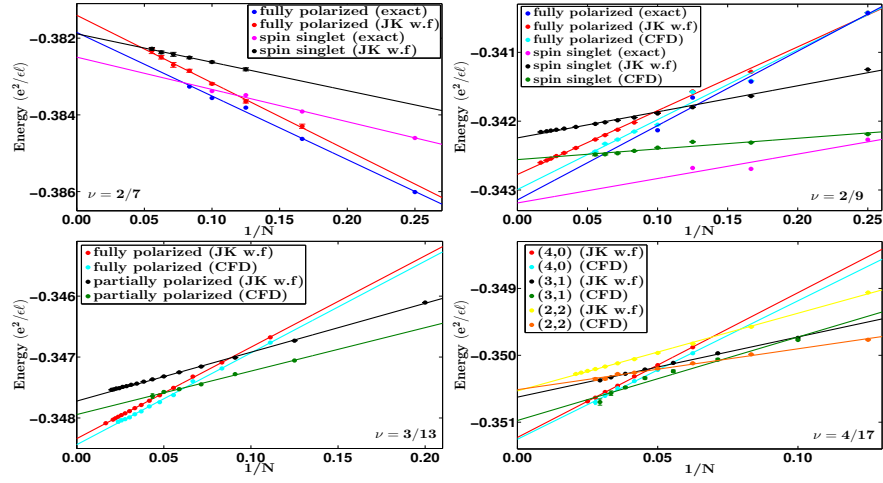 −0.382
−0.384
−0.386
Energy (e²/ϵℓ)
fully polarized (exact)
fully polarized (JK w.f)
spin singlet (exact)
spin singlet (JK w.f)
ν = 2/7
0.00 0.05 0.10 0.15 0.20 0.25
1/N
−0.341
−0.342
−0.343
Energy (e²/ϵℓ)
fully polarized (exact)
fully polarized (JK w.f)
fully polarized (CFD)
spin singlet (exact)
spin singlet (JK w.f)
spin singlet (CFD)
ν = 2/9
0.00 0.05 0.10 0.15 0.20 0.25
1/N
−0.346
−0.347
−0.348
Energy (e²/ϵℓ)
fully polarized (JK w.f)
fully polarized (CFD)
partially polarized (JK w.f)
partially polarized (CFD)
ν = 3/13
0.00 0.05 0.10 0.15 0.20
1/N
−0.349
−0.350
−0.351
Energy (e²/ϵℓ)
(4,0) (JK w.f)
(4,0) (CFD)
(3,1) (JK w.f)
(3,1) (CFD)
(2,2) (JK w.f)
(2,2) (CFD)
ν = 4/17
0.00 0.05 0.10
1/N